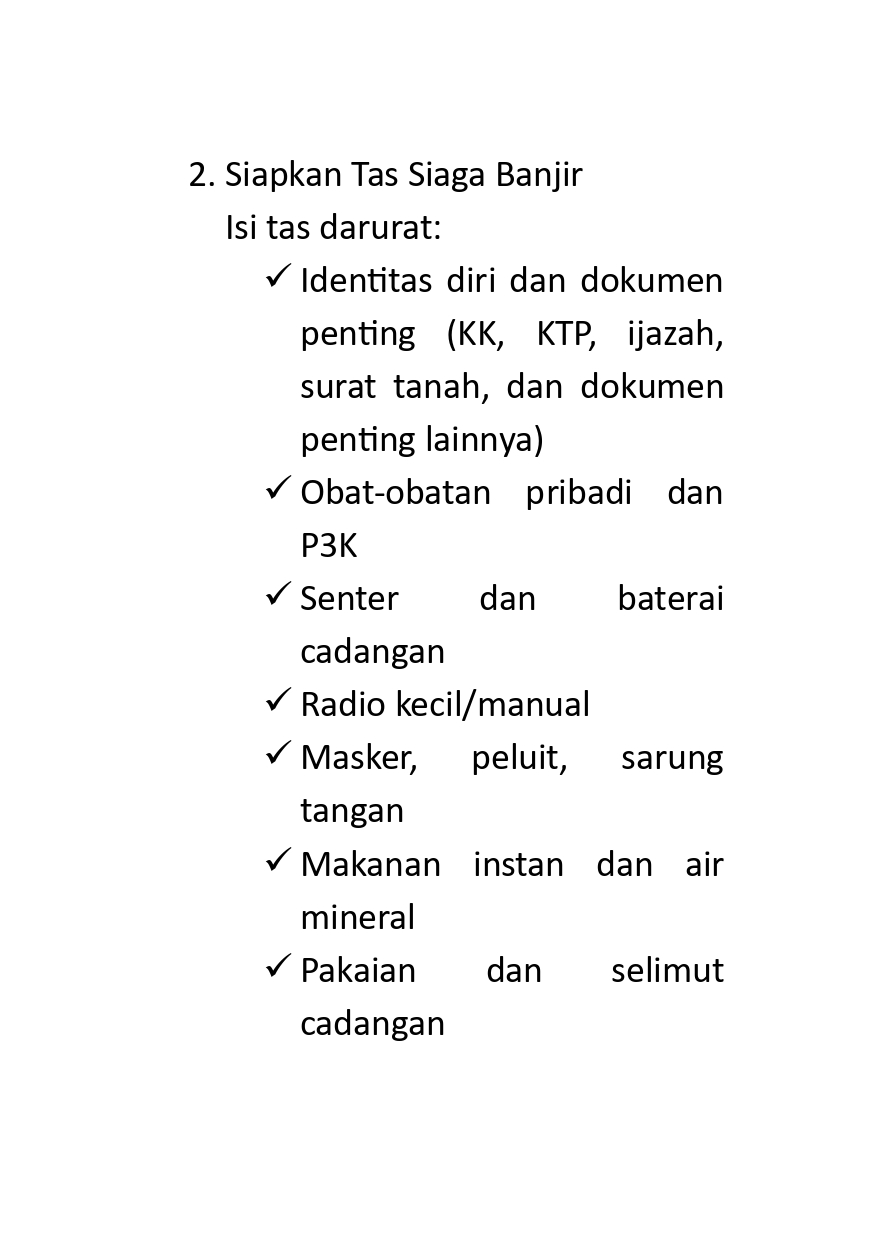 2. Siapkan Tas Siaga Banjir
Isi tas darurat:
✓ Identitas diri dan dokumen
penting (KK, KTP, ijazah,
surat tanah, dan dokumen
penting lainnya)
✓ Obat-obatan pribadi dan
P3K
✓ Senter dan baterai
cadangan
✓ Radio kecil/manual
✓ Masker, peluit, sarung
tangan
✓ Makanan instan dan air
mineral
✓ Pakaian dan selimut
cadangan